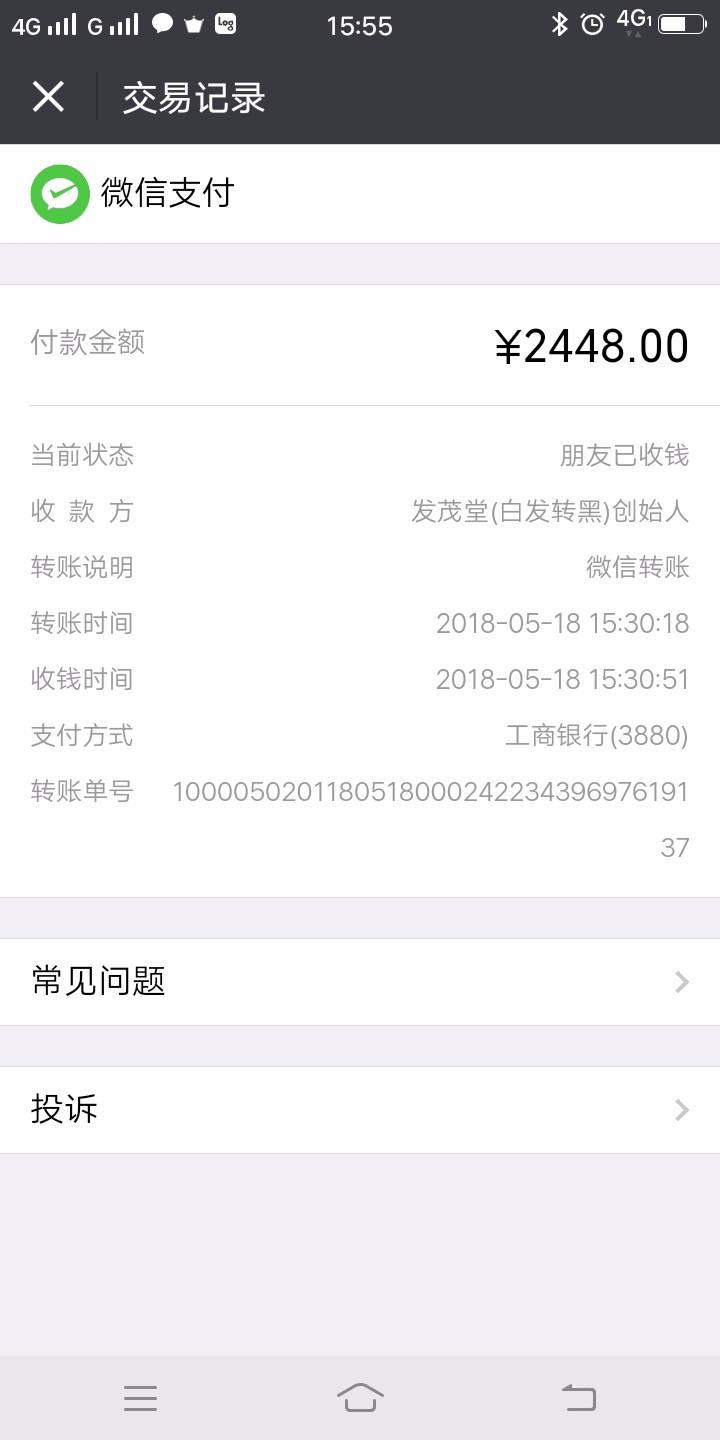 4G G log 15:55 4G1
交易记录
微信支付
付款金额 ¥2448.00
当前状态 朋友已收钱
收款方 发茂堂(白发转黑)创始人
转账说明 微信转账
转账时间 2018-05-18 15:30:18
收钱时间 2018-05-18 15:30:51
支付方式 工商银行(3880)
转账单号 1000050201180518000242234396976191
37
常见问题
投诉